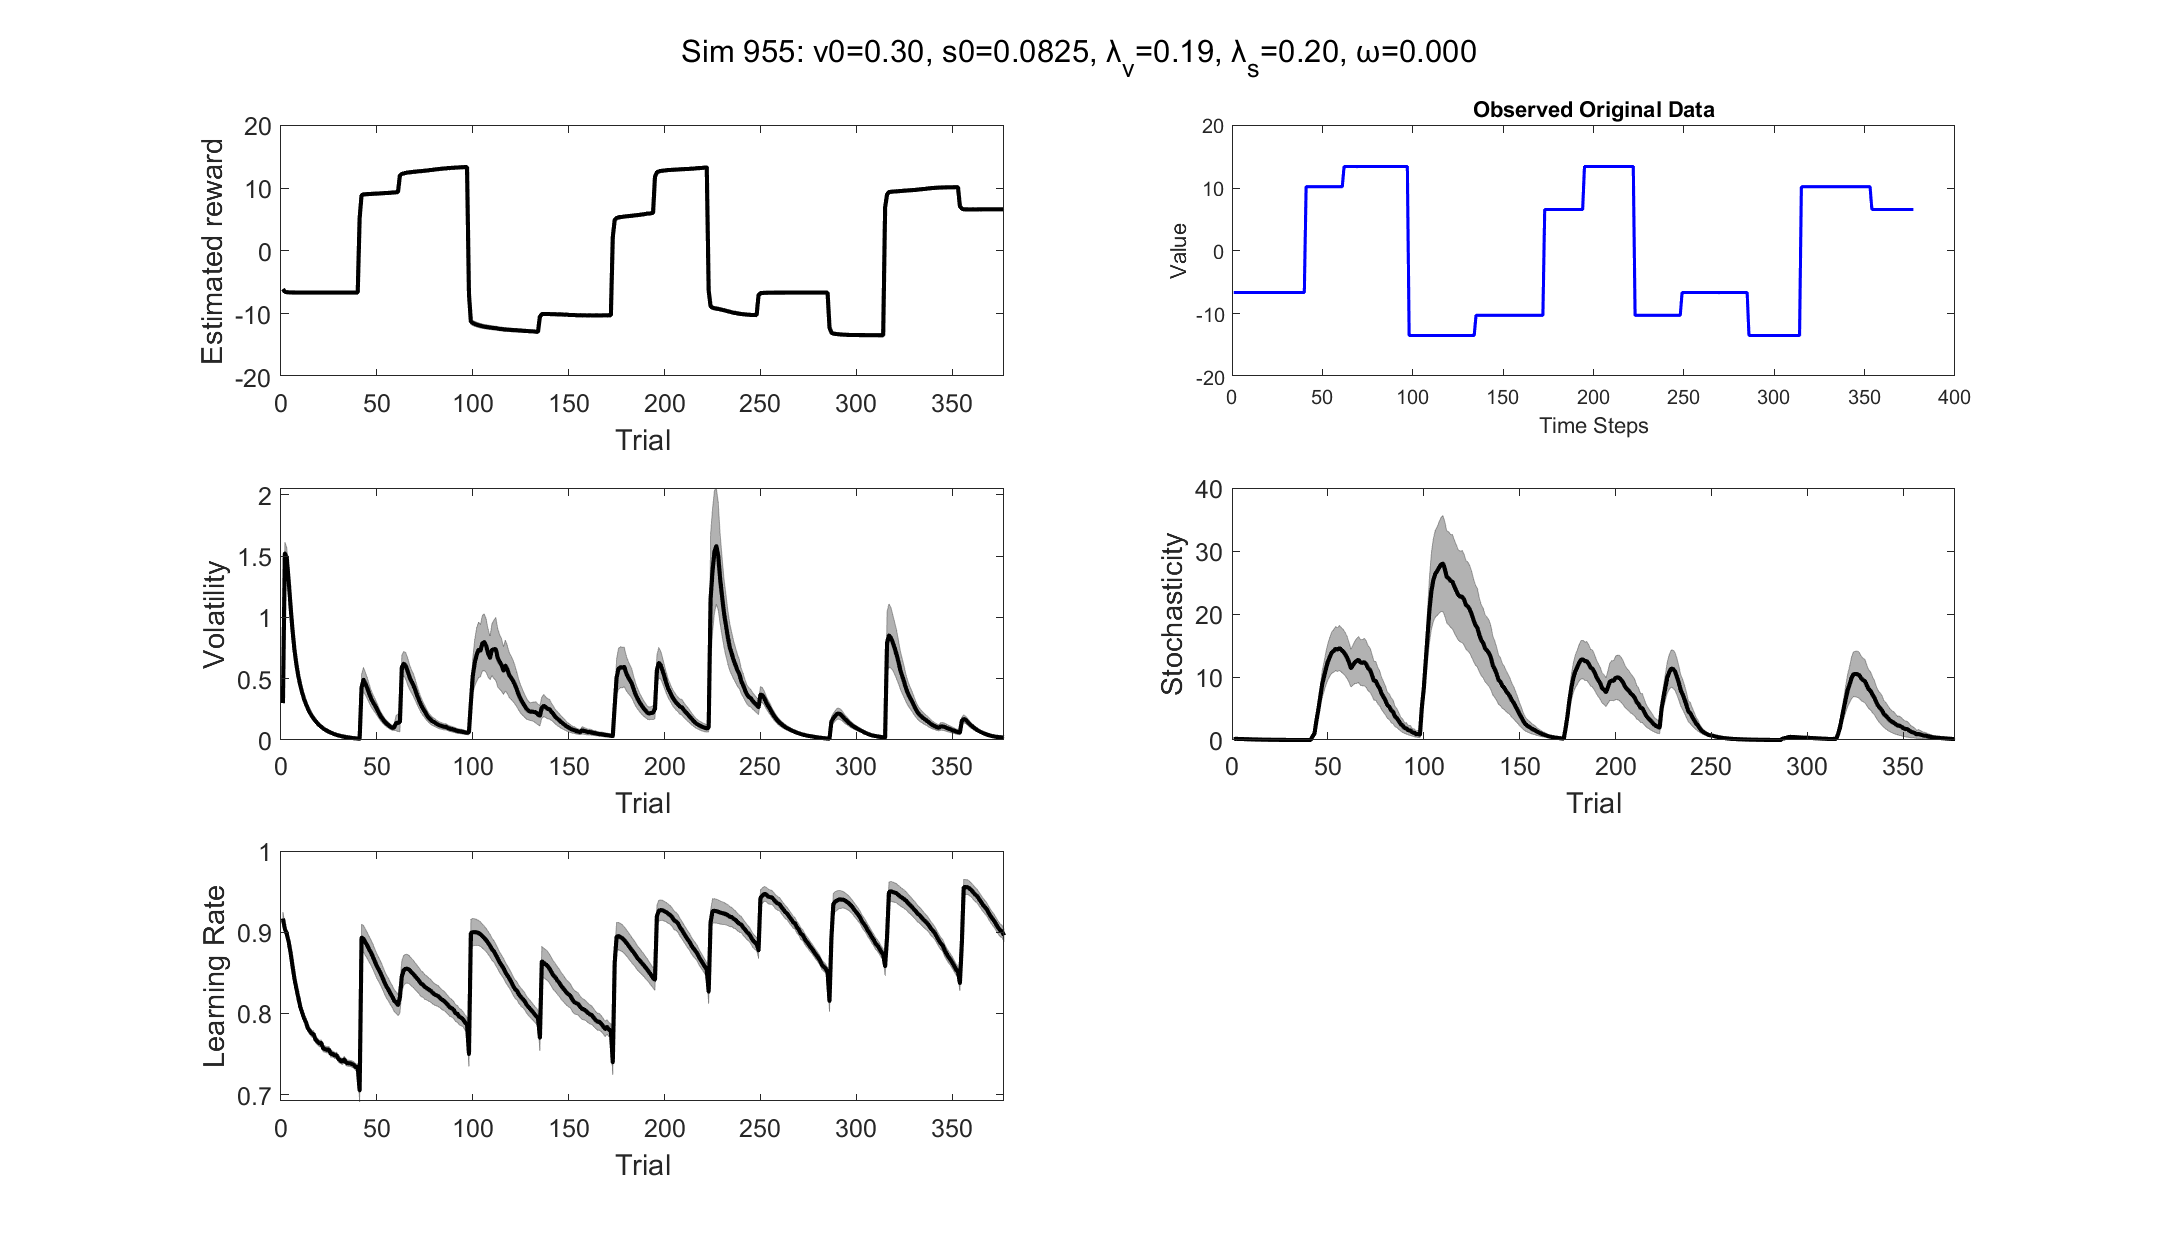 Sim 955: v0=0.30, s0=0.0825, λv=0.19, λs=0.20, ω=0.000
Estimated reward
20
10
0
-10
-20
0 50 100 150 200 250 300 350
Trial
Observed Original Data
Value
20
10
0
-10
-20
0 50 100 150 200 250 300 350 400
Time Steps
Volatility
2
1.5
1
0.5
0
0 50 100 150 200 250 300 350
Trial
Stochasticity
40
30
20
10
0
0 50 100 150 200 250 300 350
Trial
Learning Rate
1
0.9
0.8
0.7
0 50 100 150 200 250 300 350
Trial